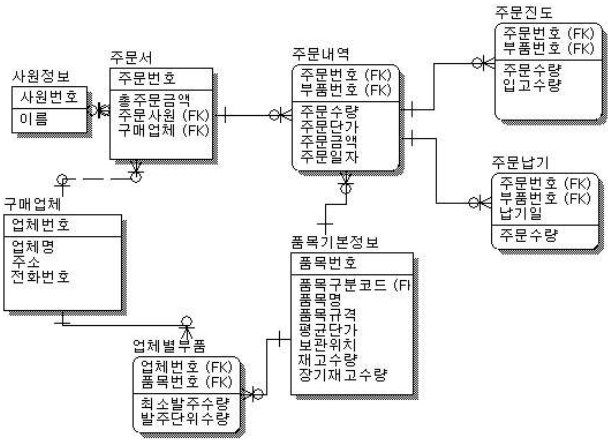 사원정보
사원번호
이름
주문서
주문번호
총주문금액
주문사원 (FK)
구매업체 (FK)
주문내역
주문번호 (FK)
부품번호 (FK)
주문수량
주문단가
주문금액
주문일자
주문진도
주문번호 (FK)
부품번호 (FK)
주문수량
입고수량
주문납기
주문번호 (FK)
부품번호 (FK)
납기일
주문수량
구매업체
업체번호
업체명
주소
전화번호
품목기본정보
품목번호
품목구분코드 (FK
품목명
품목규격
평균단가
보관위치
재고수량
장기재고수량
업체별부품
업체번호 (FK)
품목번호 (FK)
최소발주수량
발주단위수량